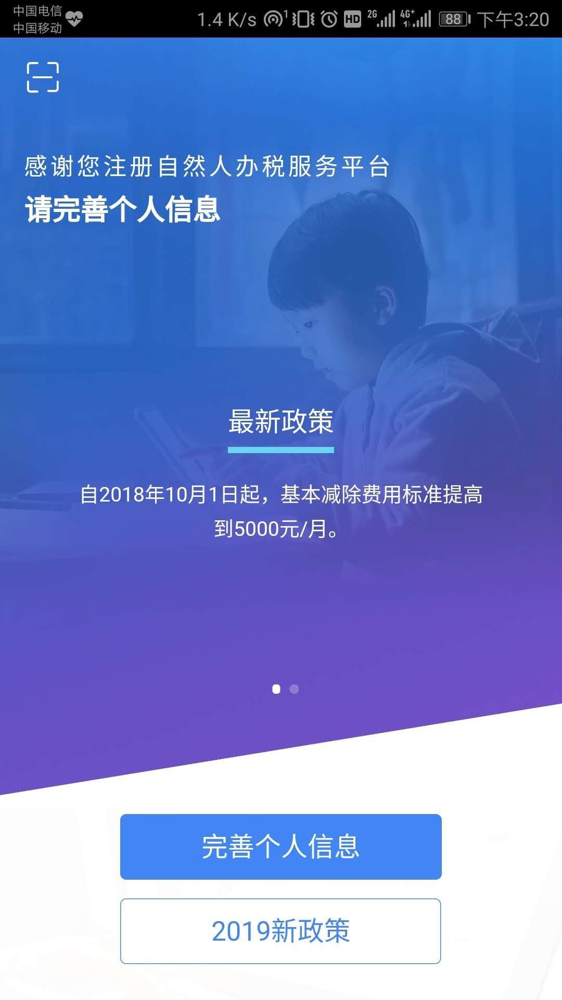 中国电信
中国移动
1.4 K/s
1
HD
2G
4G+
1
88
下午3:20
感谢您注册自然人办税服务平台
请完善个人信息
最新政策
自2018年10月1日起，基本减除费用标准提高
到5000元/月。
完善个人信息
2019新政策